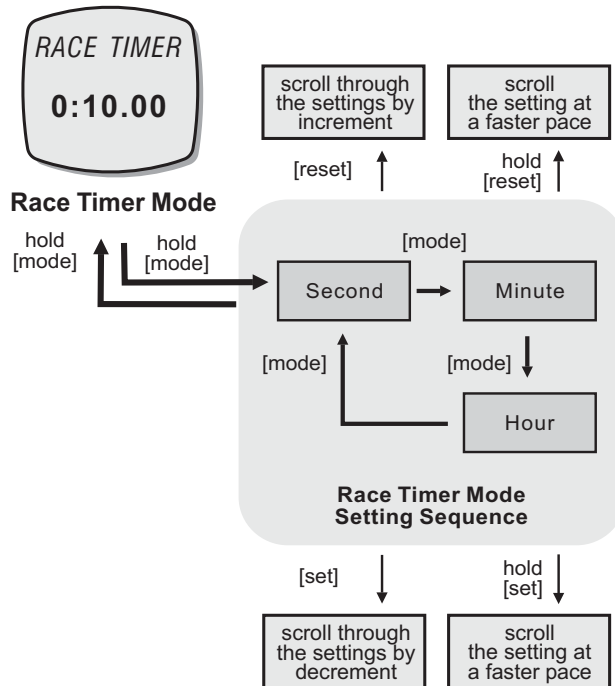 RACE TIMER
0:10.00
Race Timer Mode
hold
[mode]
hold
[mode]
scroll through
the settings by
increment
scroll
the setting at
a faster pace
[reset]
hold
[reset]
[mode]
Second
Minute
[mode]
[mode]
Hour
Race Timer Mode
Setting Sequence
[set]
hold
[set]
scroll through
the settings by
decrement
scroll
the setting at
a faster pace